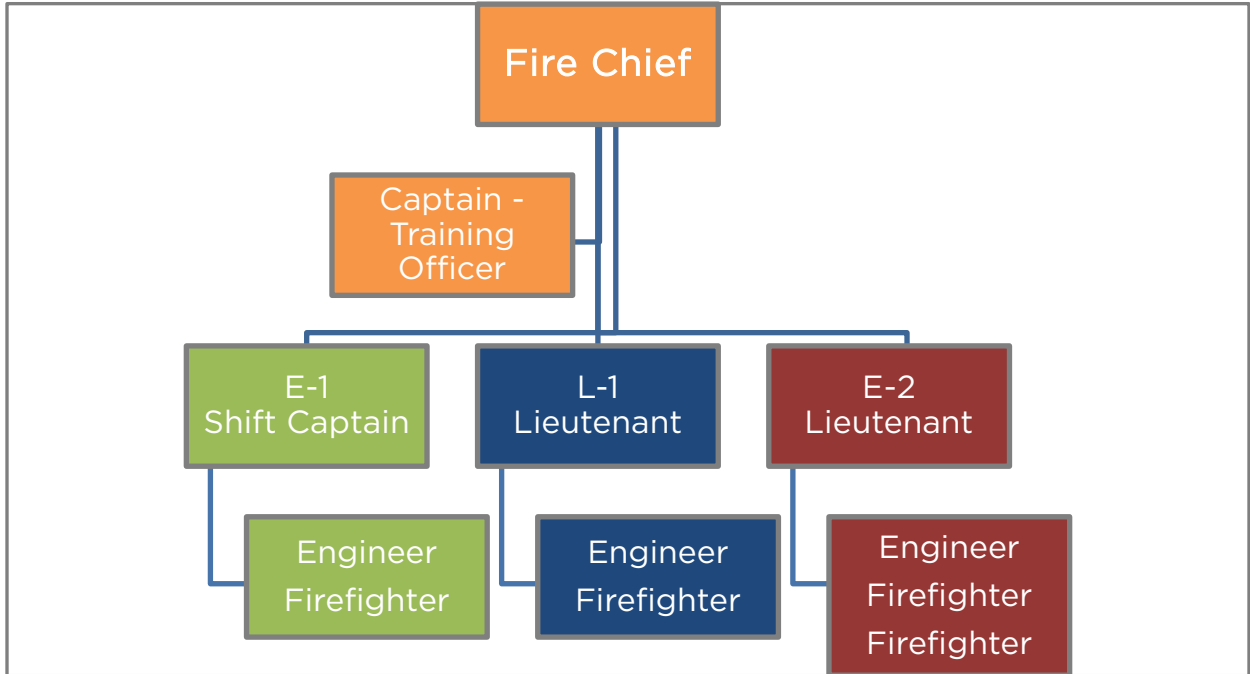 Fire Chief
Captain -
Training
Officer
E-1
Shift Captain
L-1
Lieutenant
E-2
Lieutenant
Engineer
Firefighter
Engineer
Firefighter
Engineer
Firefighter
Firefighter